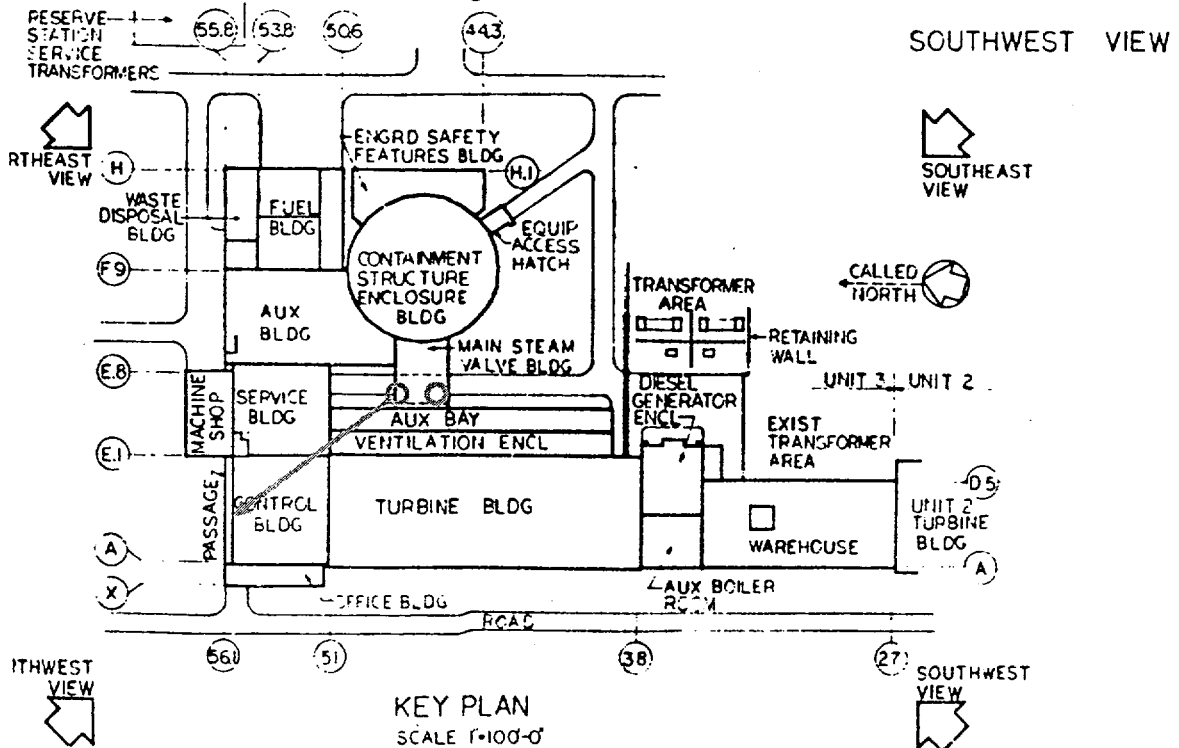 RESERVE
STATION
SERVICE
TRANSFORMERS
55.8
53.8
50.6
44.3
SOUTHWEST VIEW
RTHEAST
VIEW
H
ENGRD SAFETY
FEATURES BLDG
H.1
SOUTHEAST
VIEW
WASTE
DISPOSAL
BLDG
FUEL
BLDG
EQUIP
ACCESS
HATCH
CONTAINMENT
STRUCTURE
ENCLOSURE
BLDG
F9
TRANSFORMER
AREA
CALLED
NORTH
AUX
BLDG
MAIN STEAM
VALVE BLDG
RETAINING
WALL
E.8
MACHINE
SHOP
SERVICE
BLDG
DIESEL
GENERATOR
ENCL
UNIT 3
UNIT 2
AUX BAY
VENTILATION ENCL
EXIST
TRANSFORMER
AREA
E.1
PASSAGE
CONTROL
BLDG
TURBINE BLDG
D5
UNIT 2
TURBINE
BLDG
WAREHOUSE
A
A
X
OFFICE BLDG
AUX BOILER
ROOM
ROAD
56.1
51
38
27
ITHWEST
VIEW
SOUTHWEST
VIEW
KEY PLAN
SCALE 1"=100'-0"